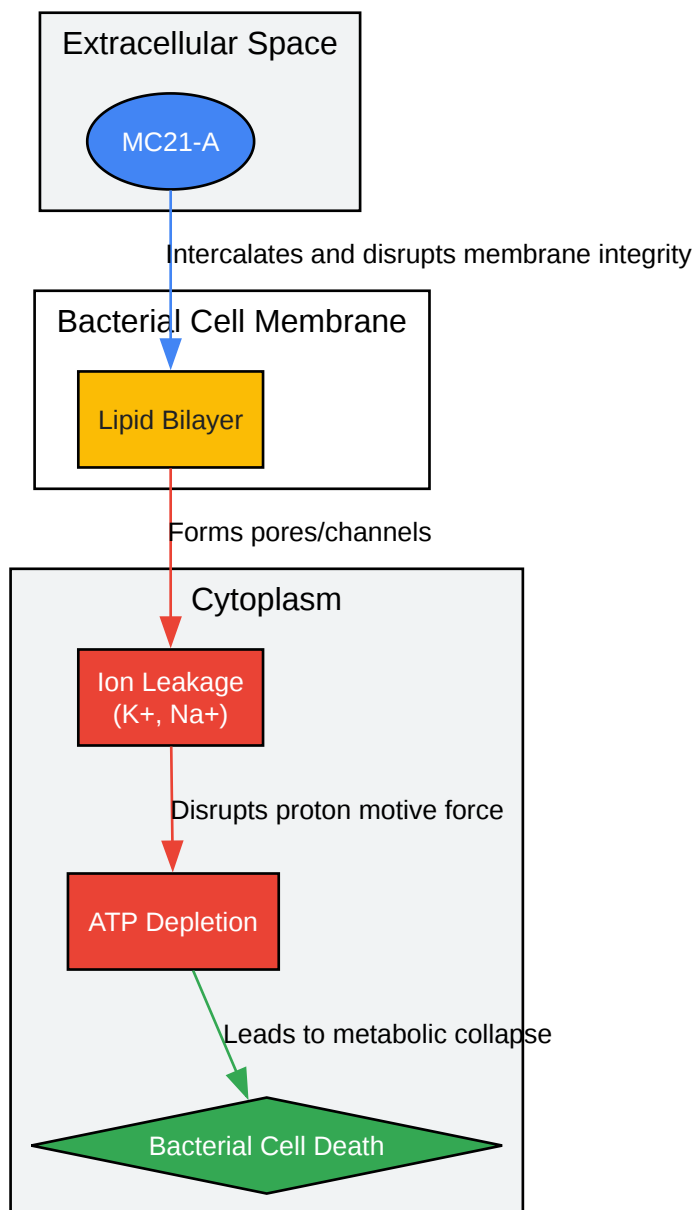 Extracellular Space
MC21-A
Intercalates and disrupts membrane integrity
Bacterial Cell Membrane
Lipid Bilayer
Forms pores/channels
Cytoplasm
Ion Leakage
(K+, Na+)
Disrupts proton motive force
ATP Depletion
Leads to metabolic collapse
Bacterial Cell Death